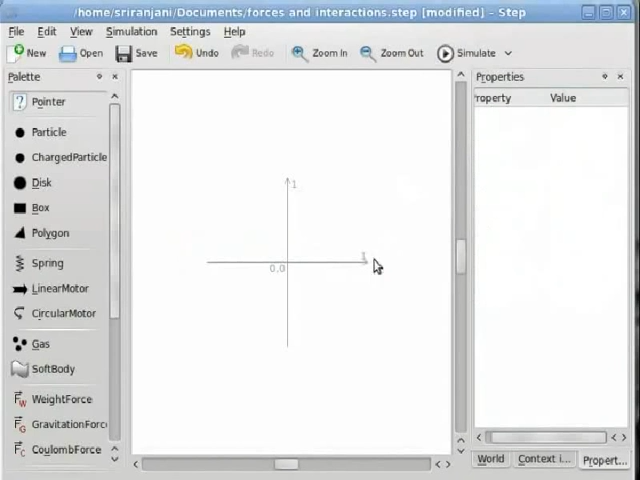 /home/sriranjani/Documents/forces and interactions.step [modified] – Step
File Edit View Simulation Settings Help
New Open Save Undo Redo Zoom In Zoom Out Simulate
Palette
Properties
Pointer
roperty Value
Particle
ChargedParticle
Disk
Box
Polygon
Spring
LinearMotor
CircularMotor
Gas
SoftBody
WeightForce
GravitationForc
CoulombForce
1
1
0,0
World Context i... Propert...